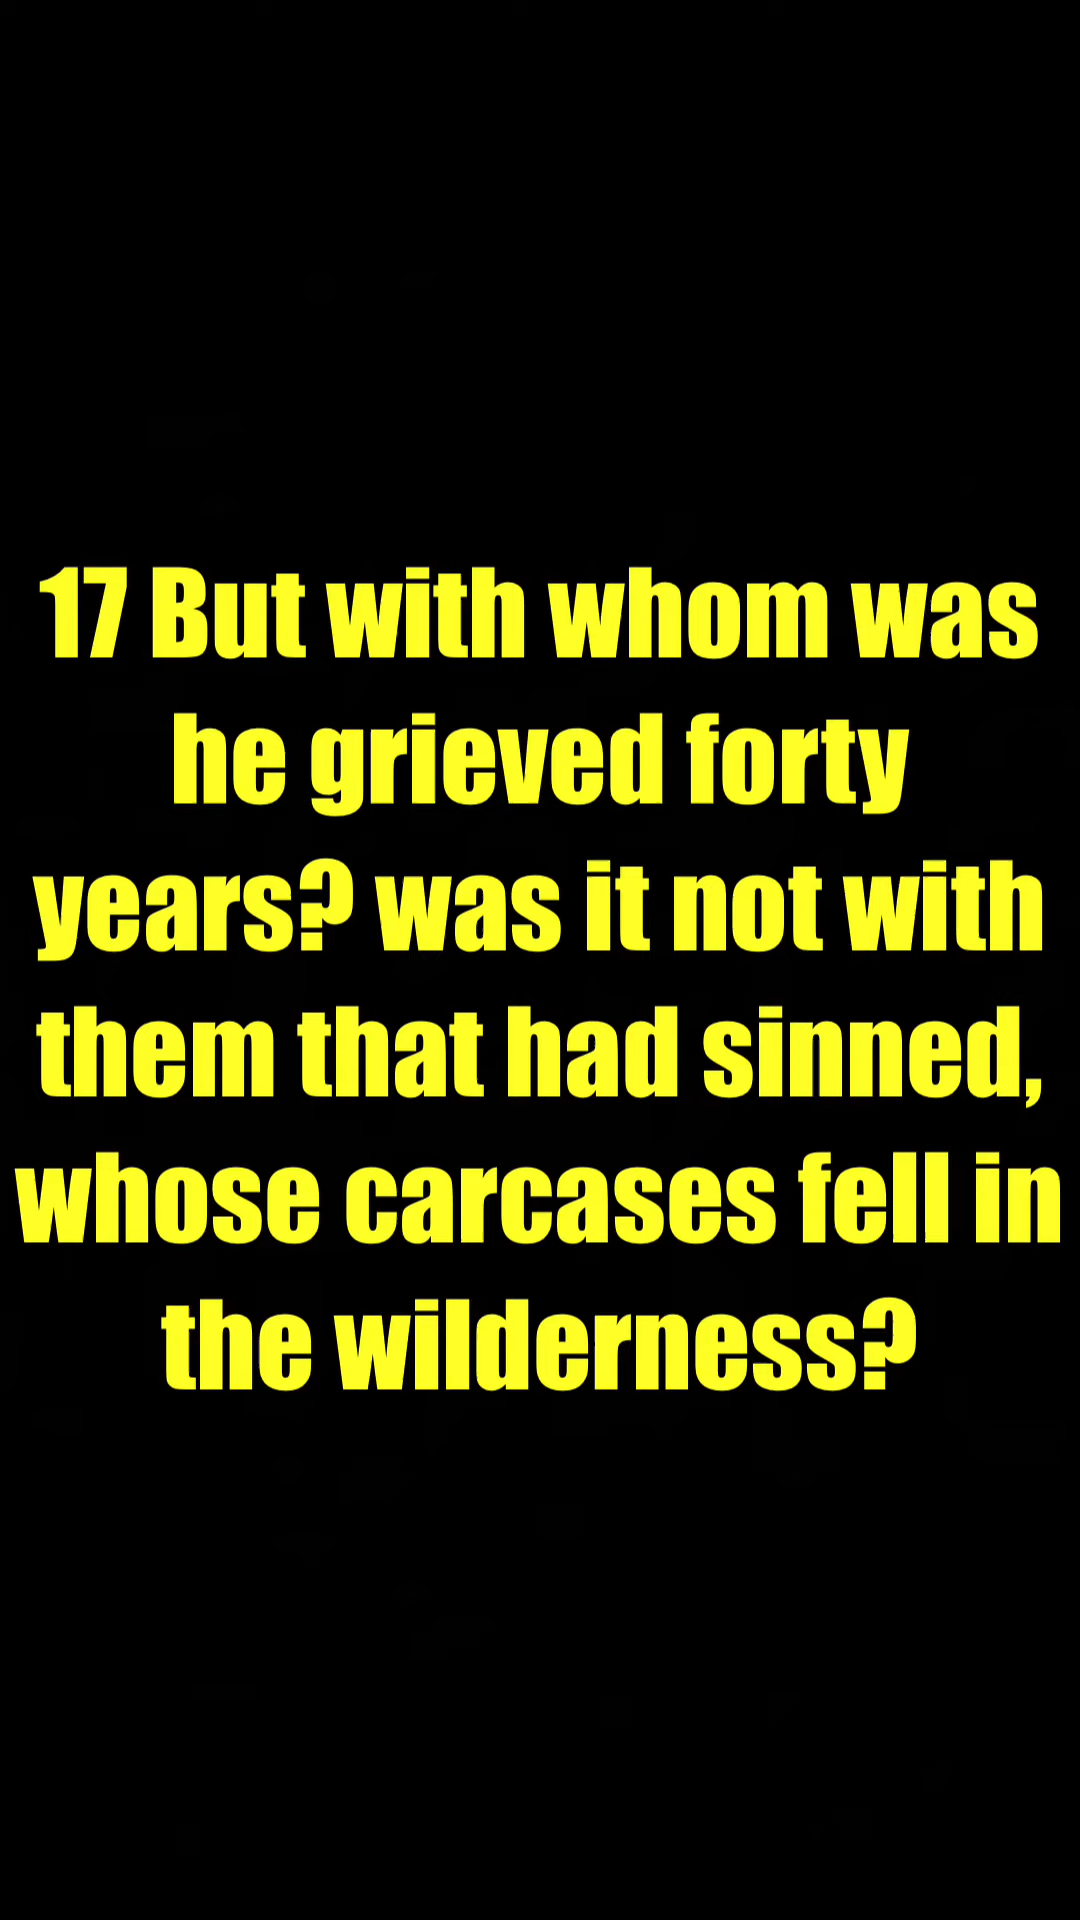 17 But with whom was
he grieved forty
years? was it not with
them that had sinned,
whose carcases fell in
the wilderness?